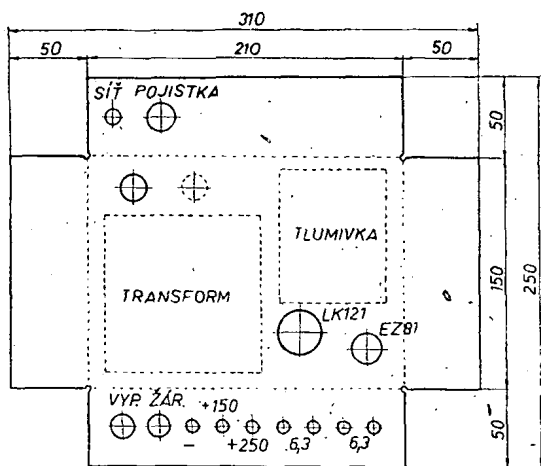 310
50 210 50
SÍŤ POJISTKA
50
TLUMIVKA
TRANSFORM
150
250
LK121
EZ81
VYP. ŽÁR.
+150
50
- +250 6,3 6,3